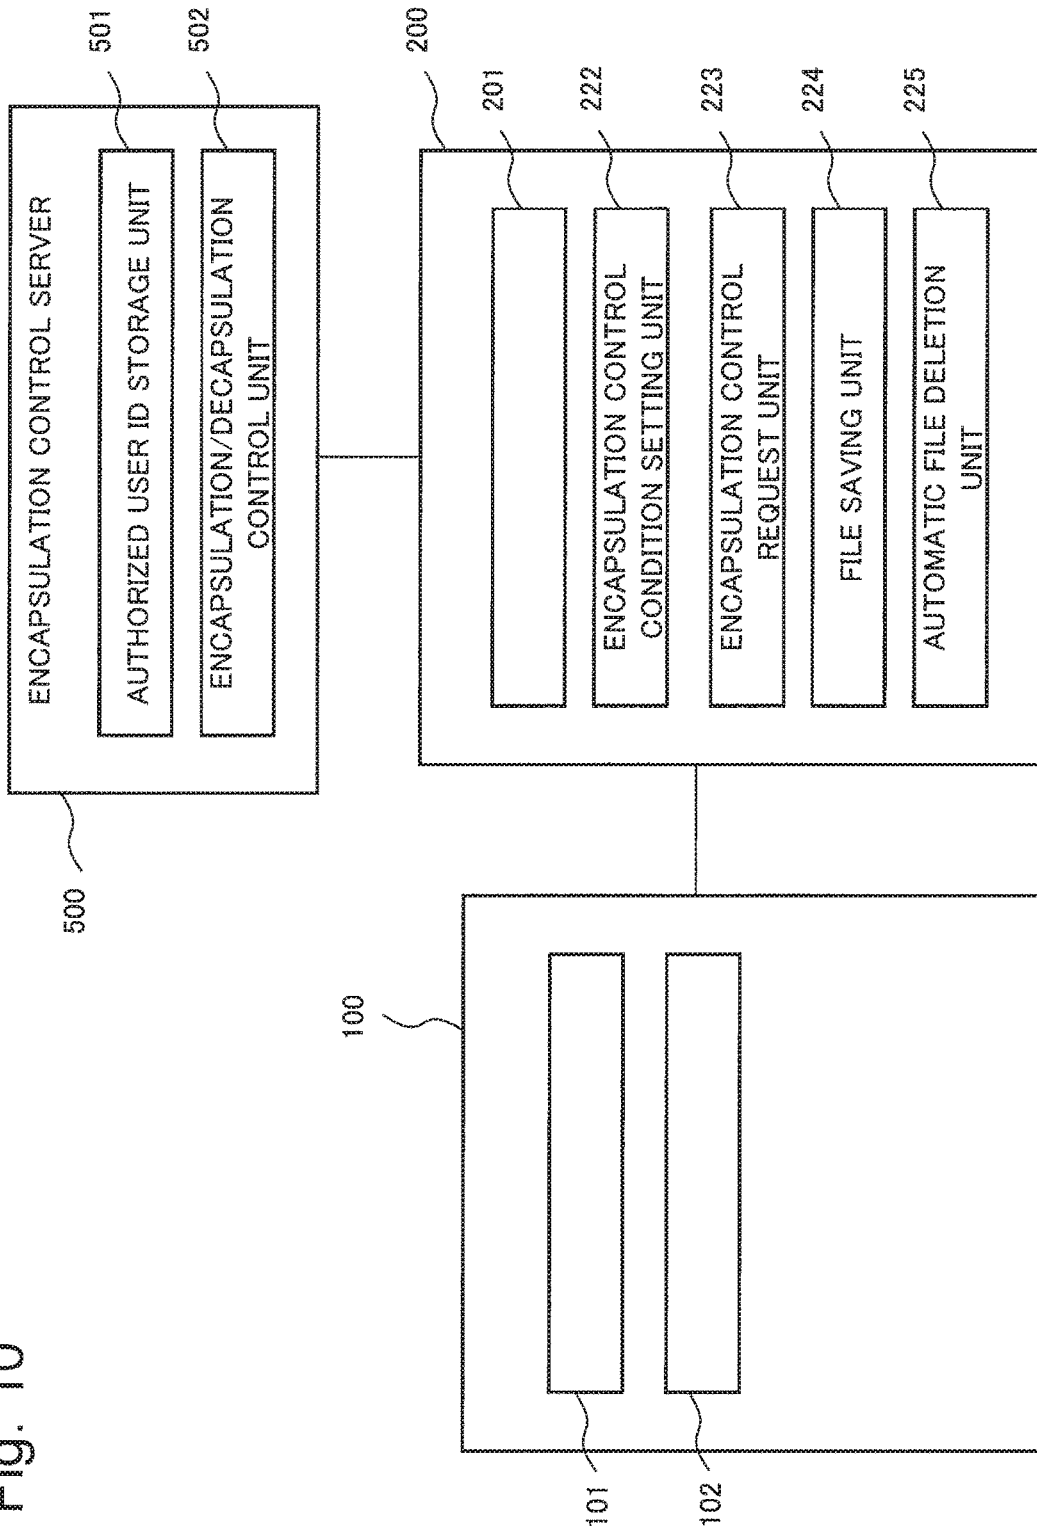 Fig. 10
500
ENCAPSULATION CONTROL SERVER
501
AUTHORIZED USER ID STORAGE UNIT
502
ENCAPSULATION/DECAPSULATION
CONTROL UNIT
200
201
222
ENCAPSULATION CONTROL
CONDITION SETTING UNIT
223
ENCAPSULATION CONTROL
REQUEST UNIT
224
FILE SAVING UNIT
225
AUTOMATIC FILE DELETION
UNIT
100
101
102